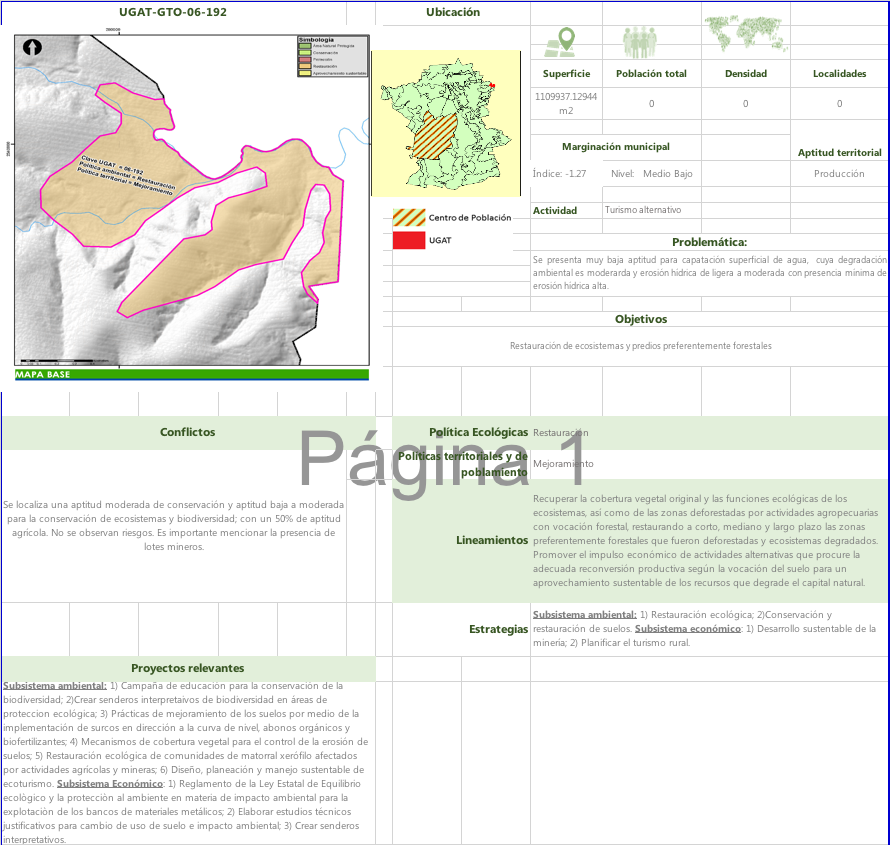 UGAT-GTO-06-192
Ubicación
Simbología
Área Natural Protegida
Conservación
Protección
Restauración
Aprovechamiento sustentable
Clave UGAT = 06-192
Política ambiental = Restauración
Política territorial = Mejoramiento
MAPA BASE
Centro de Población
UGAT
Superficie
Población total
Densidad
Localidades
1109937.12944
m2
0
0
0
Marginación municipal
Aptitud territorial
Índice: -1.27
Nivel: Medio Bajo
Producción
Actividad
Turismo alternativo
Problemática:
Se presenta muy baja aptitud para capatación superficial de agua, cuya degradación
ambiental es moderarda y erosión hídrica de ligera a moderada con presencia mínima de
erosión hídrica alta.
Objetivos
Restauración de ecosistemas y predios preferentemente forestales.
Conflictos
Se localiza una aptitud moderada de conservación y aptitud baja a moderada
para la conservación de ecosistemas y biodiversidad; con un 50% de aptitud
agrícola. No se observan riesgos. Es importante mencionar la presencia de
lotes mineros.
Política Ecológicas
Restauración
Políticas territoriales y de
poblamiento
Mejoramiento
Página 1
Lineamientos
Recuperar la cobertura vegetal original y las funciones ecológicas de los
ecosistemas, así como de las zonas deforestadas por actividades agropecuarias
con vocación forestal, restaurando a corto, mediano y largo plazo las zonas
preferentemente forestales que fueron deforestadas y ecosistemas degradados.
Promover el impulso económico de actividades alternativas que procure la
adecuada reconversión productiva según la vocación del suelo para un
aprovechamiento sustentable de los recursos que degrade el capital natural.
Estrategias
Subsistema ambiental: 1) Restauración ecológica; 2)Conservación y
restauración de suelos. Subsistema económico: 1) Desarrollo sustentable de la
mineria; 2) Planificar el turismo rural.
Proyectos relevantes
Subsistema ambiental: 1) Campaña de educación para la conservación de la
biodiversidad; 2)Crear senderos interpretaivos de biodiversidad en áreas de
proteccion ecológica; 3) Prácticas de mejoramiento de los suelos por medio de la
implementación de surcos en dirección a la curva de nivel, abonos orgánicos y
biofertilizantes; 4) Mecanismos de cobertura vegetal para el control de la erosión de
suelos; 5) Restauración ecológica de comunidades de matorral xerófilo afectados
por actividades agrícolas y mineras; 6) Diseño, planeación y manejo sustentable de
ecoturismo. Subsistema Económico: 1) Reglamento de la Ley Estatal de Equilibrio
ecològico y la protecciòn al ambiente en materia de impacto ambiental para la
explotaciòn de los bancos de materiales metálicos; 2) Elaborar estudios técnicos
justificativos para cambio de uso de suelo e impacto ambiental; 3) Crear senderos
interpretativos.